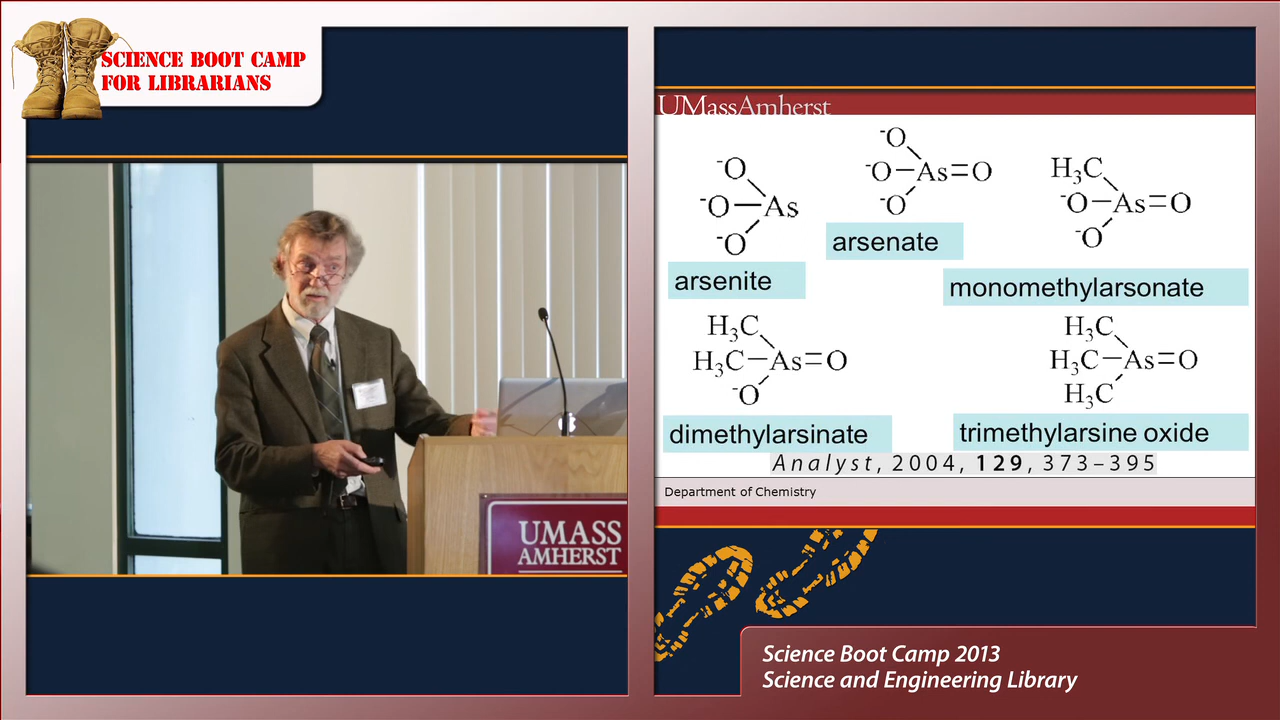 SCIENCE BOOT CAMP
FOR LIBRARIANS
UMASS
AMHERST
UMassAmherst
⁻O
⁻O
As
⁻O
arsenite
⁻O
⁻O As=O
⁻O
arsenate
H₃C
⁻O As=O
⁻O
monomethylarsonate
H₃C
H₃C As=O
⁻O
dimethylarsinate
H₃C
H₃C As=O
H₃C
trimethylarsine oxide
Analyst, 2004, 129, 373–395
Department of Chemistry
Science Boot Camp 2013
Science and Engineering Library